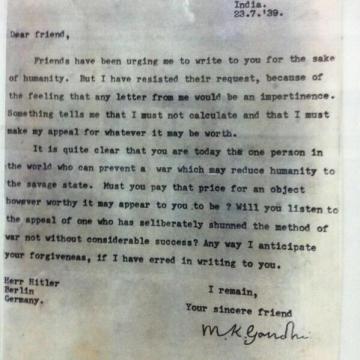 India.
23.7.'39.
Dear friend,
Friends have been urging me to write to you for the sake
of humanity. But I have resisted their request, because of
the feeling that any letter from me would be an impertinence.
Something tells me that I must not calculate and that I must
make my appeal for whatever it may be worth.
It is quite clear that you are today the one person in
the world who can prevent a war which may reduce humanity to
the savage state. Must you pay that price for an object
however worthy it may appear to you to be ? Will you listen to
the appeal of one who has seliberately shunned the method of
war not without considerable success? Any way I anticipate
your forgiveness, if I have erred in writing to you.
Herr Hitler
Berlin
Germany.
I remain,
Your sincere friend
M.K.Gandhi